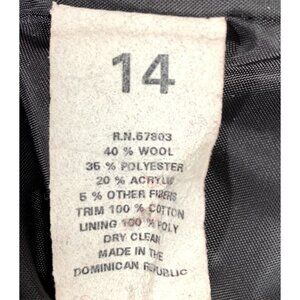 14
R.N.57803
40 % WOOL
35 % POLYESTER
20 % ACRYLIC
5 % OTHER FIBERS
TRIM 100 % COTTON
LINING 100 % POLY
DRY CLEAN
MADE IN THE
DOMINICAN REPUBLIC